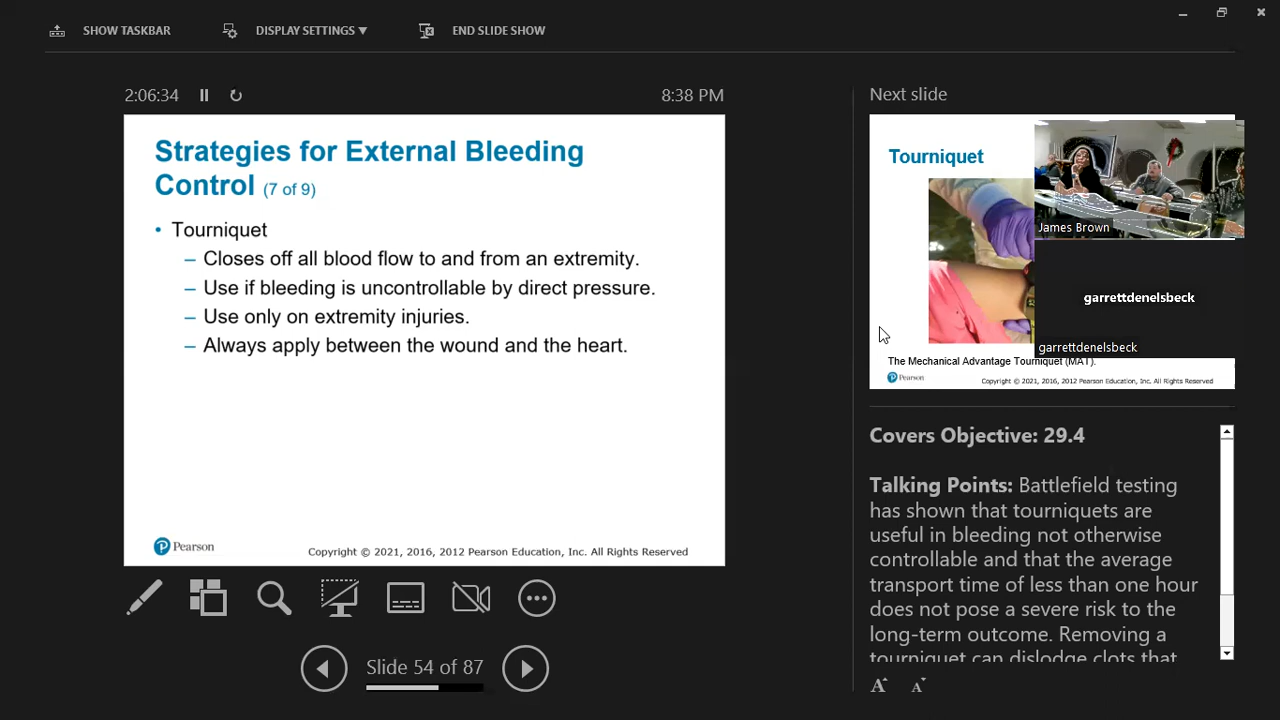 SHOW TASKBAR
DISPLAY SETTINGS ▼
END SLIDE SHOW
2:06:34
8:38 PM
Strategies for External Bleeding
Control (7 of 9)
• Tourniquet
– Closes off all blood flow to and from an extremity.
– Use if bleeding is uncontrollable by direct pressure.
– Use only on extremity injuries.
– Always apply between the wound and the heart.
Pearson
Copyright © 2021, 2016, 2012 Pearson Education, Inc. All Rights Reserved
Slide 54 of 87
Next slide
Tourniquet
James Brown
garrettdenelsbeck
garrettdenelsbeck
The Mechanical Advantage Tourniquet (MAT).
Pearson
Copyright © 2021, 2016, 2012 Pearson Education, Inc. All Rights Reserved
Covers Objective: 29.4
Talking Points: Battlefield testing
has shown that tourniquets are
useful in bleeding not otherwise
controllable and that the average
transport time of less than one hour
does not pose a severe risk to the
long-term outcome. Removing a
tourniquet can dislodge clots that
A A